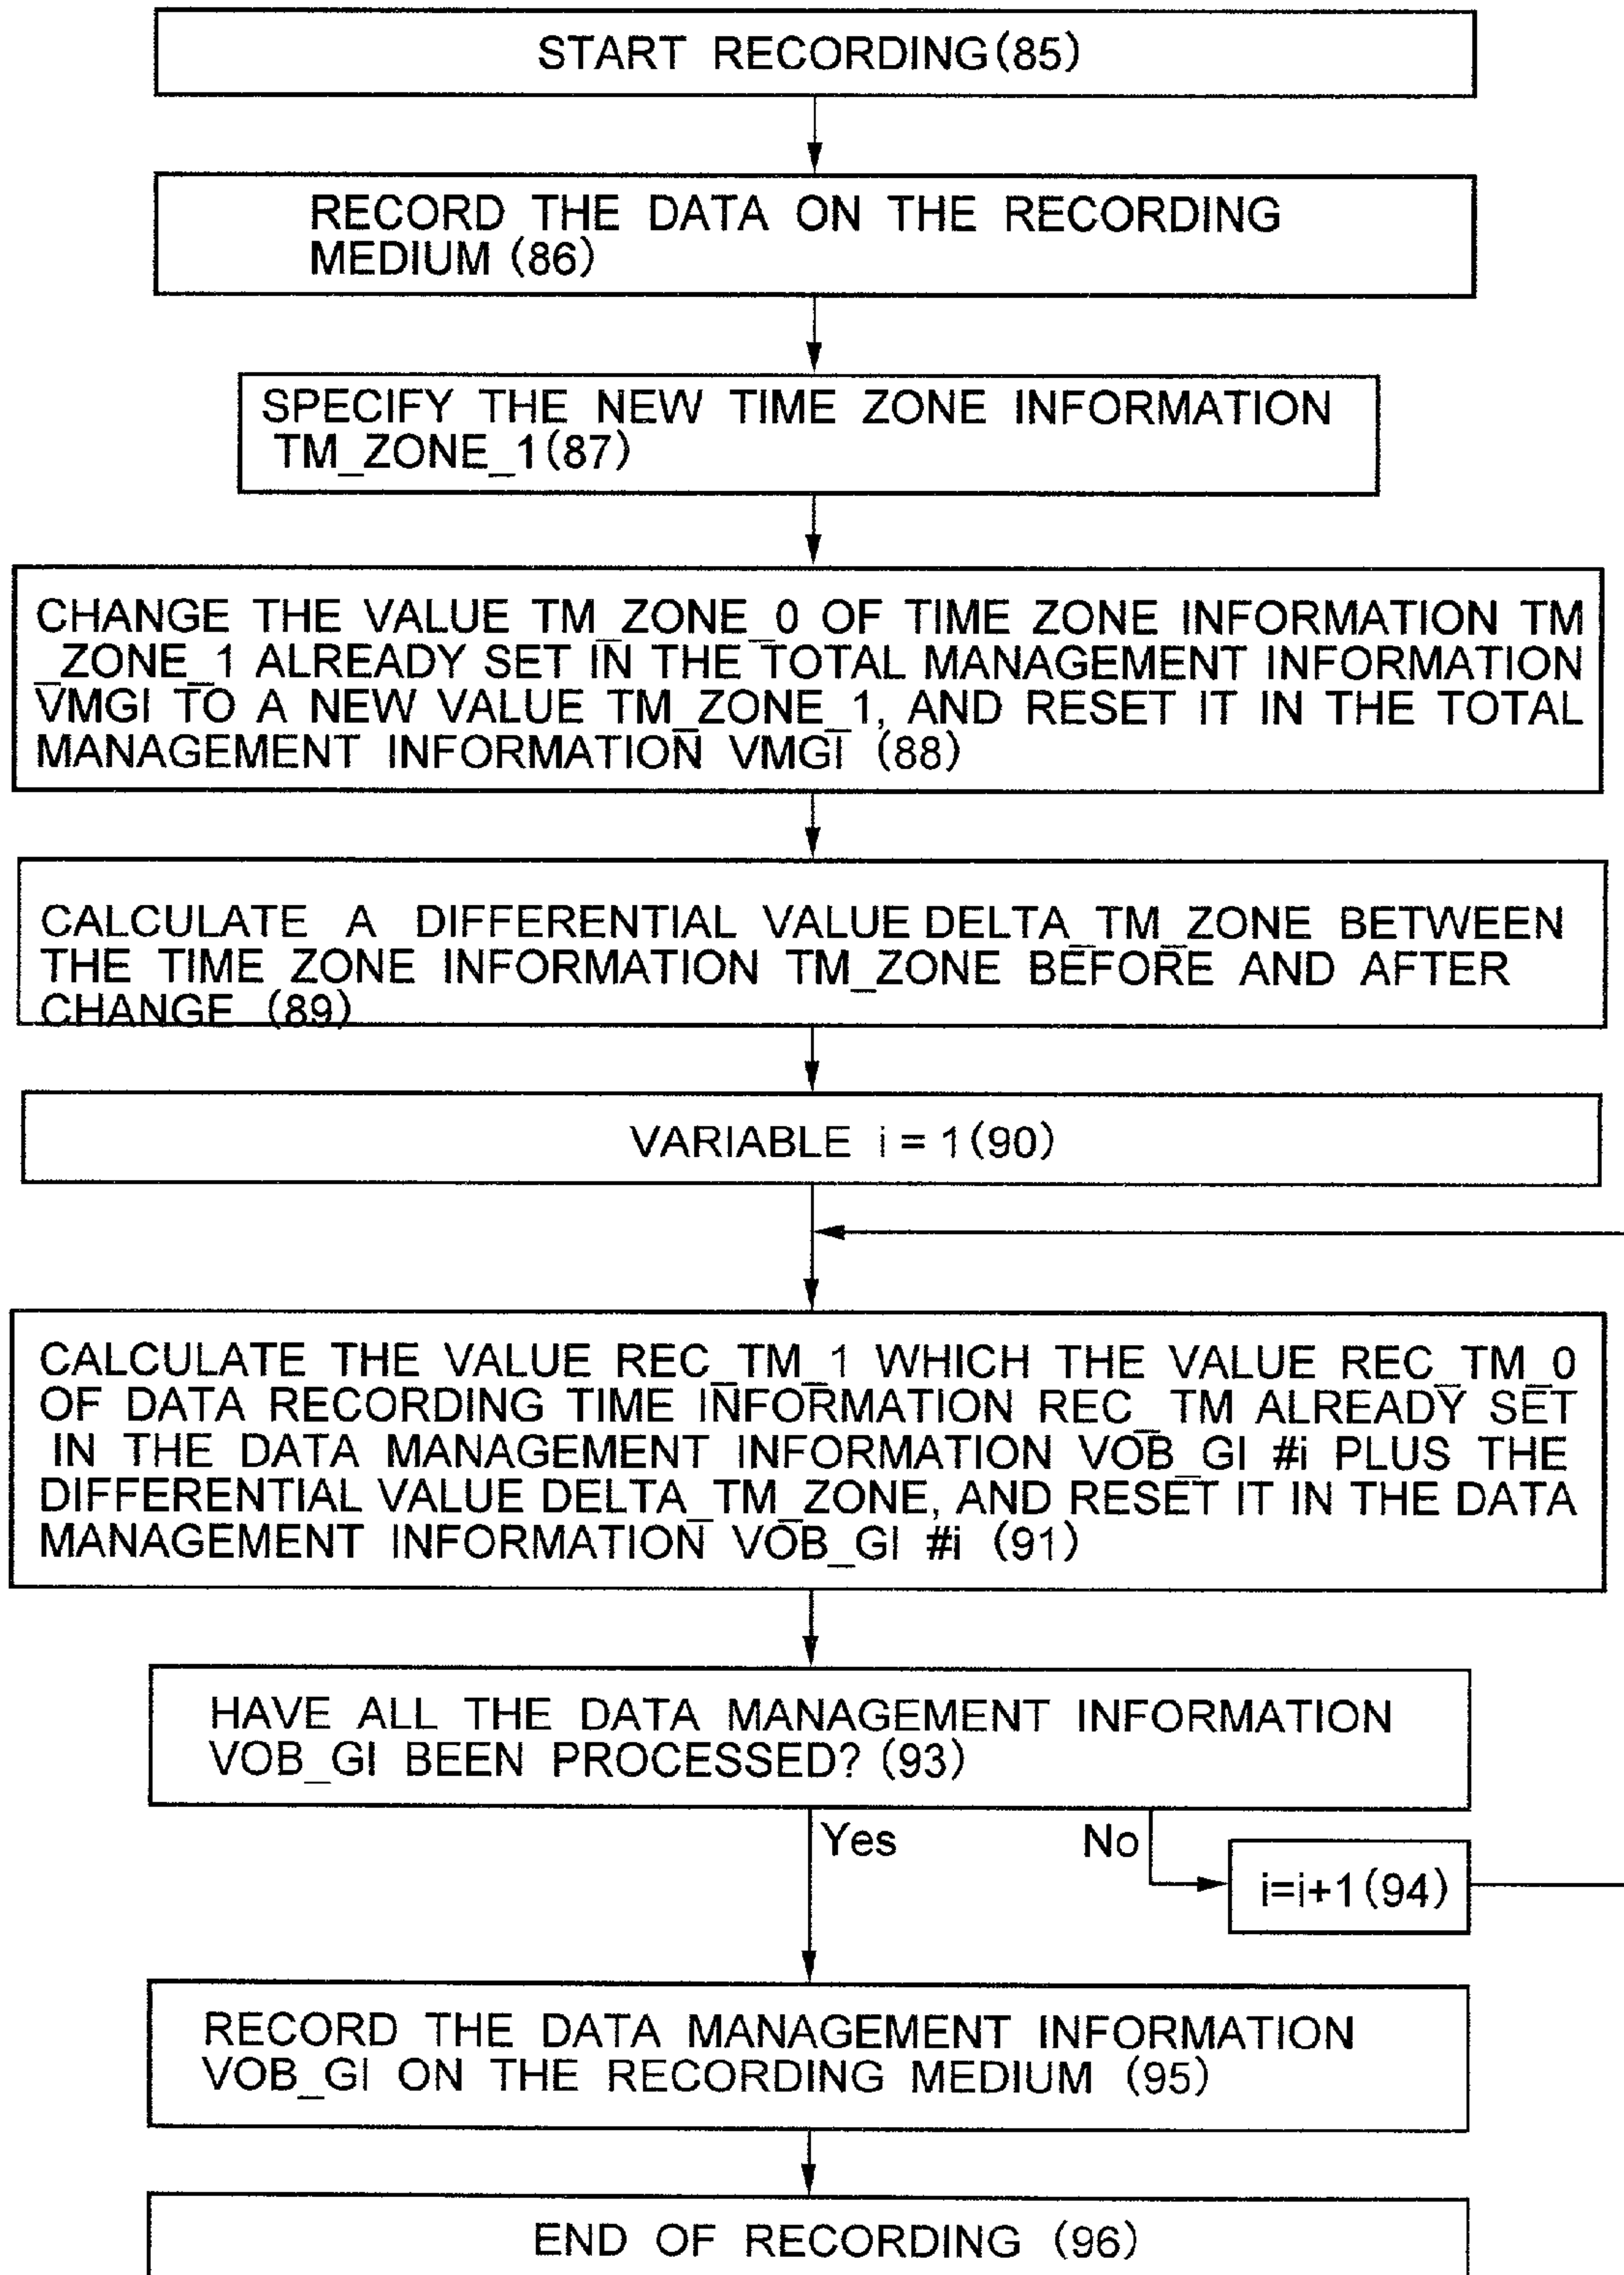 START RECORDING(85)
RECORD THE DATA ON THE RECORDING
MEDIUM (86)
SPECIFY THE NEW TIME ZONE INFORMATION
TM_ZONE_1(87)
CHANGE THE VALUE TM_ZONE_0 OF TIME ZONE INFORMATION TM
_ZONE_1 ALREADY SET IN THE TOTAL MANAGEMENT INFORMATION
VMGI TO A NEW VALUE TM_ZONE_1, AND RESET IT IN THE TOTAL
MANAGEMENT INFORMATION VMGI (88)
CALCULATE A DIFFERENTIAL VALUE DELTA_TM_ZONE BETWEEN
THE TIME ZONE INFORMATION TM_ZONE BEFORE AND AFTER
CHANGE (89)
VARIABLE i = 1(90)
CALCULATE THE VALUE REC_TM_1 WHICH THE VALUE REC_TM_0
OF DATA RECORDING TIME INFORMATION REC_TM ALREADY SET
IN THE DATA MANAGEMENT INFORMATION VOB_GI #i PLUS THE
DIFFERENTIAL VALUE DELTA_TM_ZONE, AND RESET IT IN THE DATA
MANAGEMENT INFORMATION VOB_GI #i (91)
HAVE ALL THE DATA MANAGEMENT INFORMATION
VOB_GI BEEN PROCESSED? (93)
Yes No
i=i+1(94)
RECORD THE DATA MANAGEMENT INFORMATION
VOB_GI ON THE RECORDING MEDIUM (95)
END OF RECORDING (96)